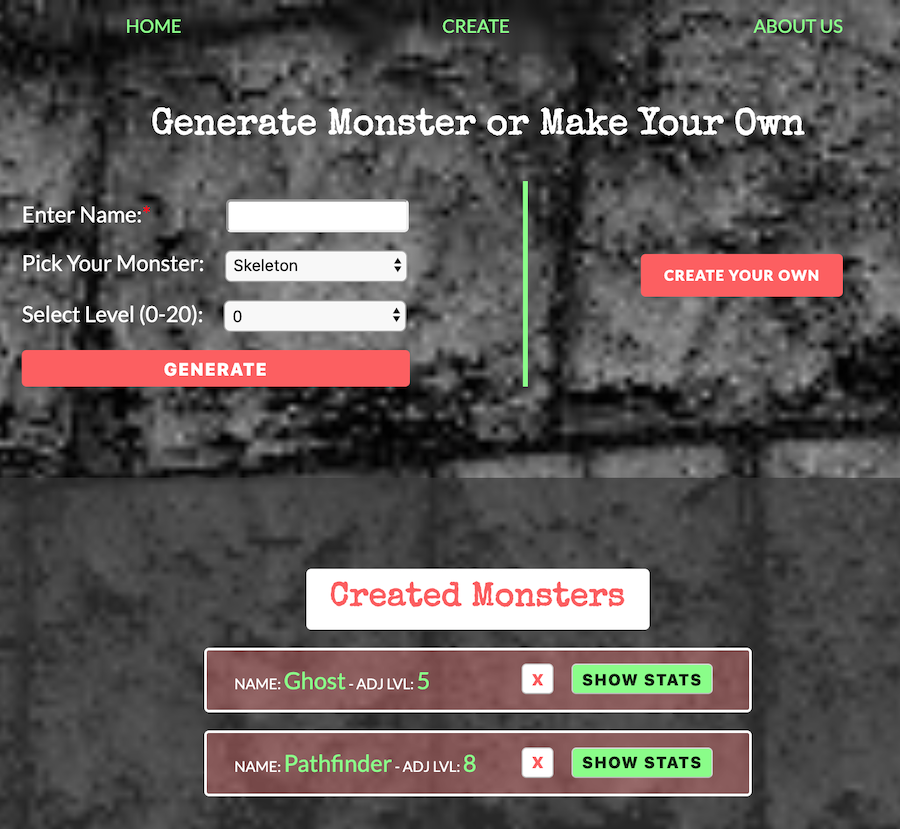 HOME CREATE ABOUT US
Generate Monster or Make Your Own
Enter Name:*
Pick Your Monster: Skeleton
CREATE YOUR OWN
Select Level (0-20): 0
GENERATE
Created Monsters
NAME: Ghost - ADJ LVL: 5 X SHOW STATS
NAME: Pathfinder - ADJ LVL: 8 X SHOW STATS